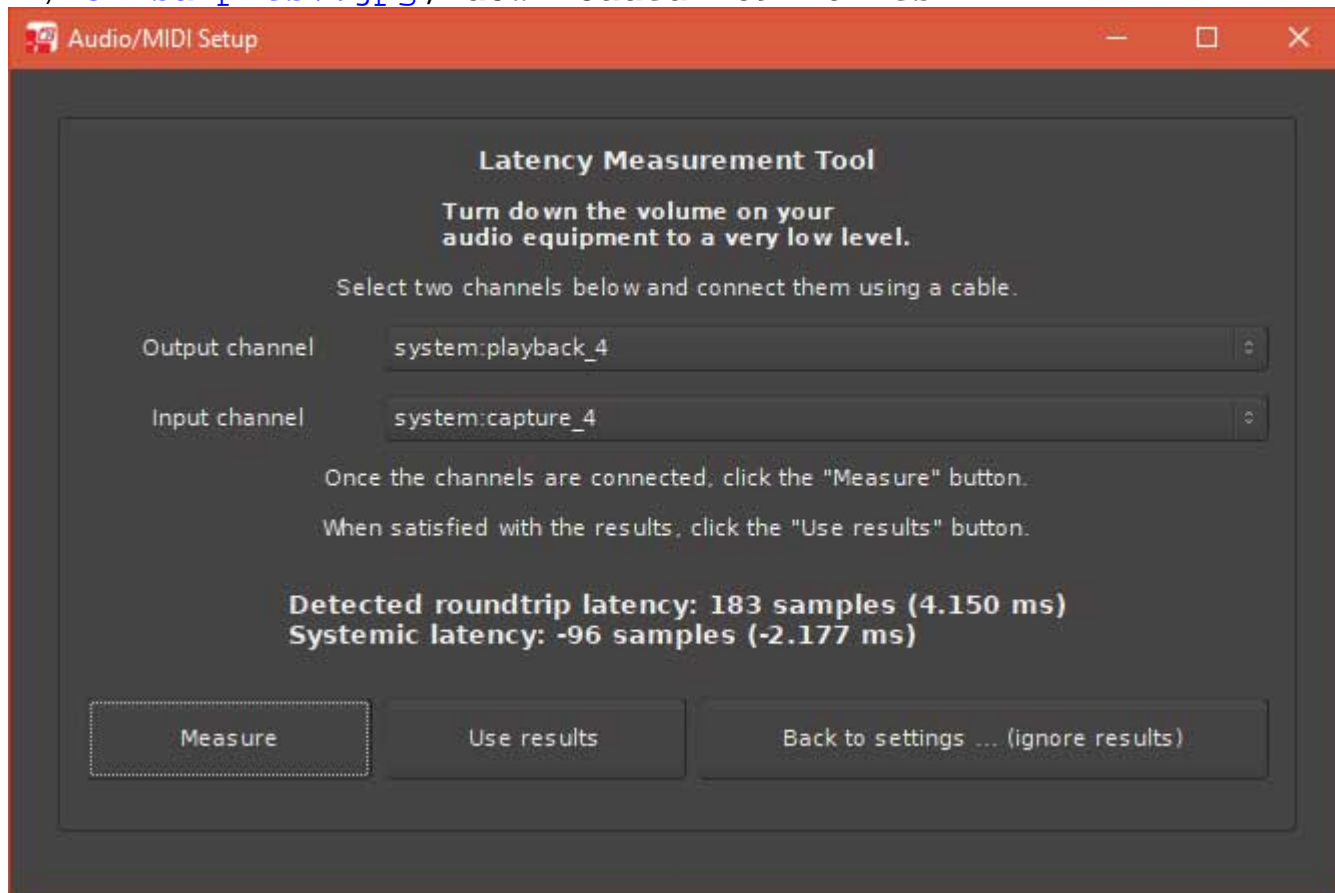 Audio/MIDI Setup
Latency Measurement Tool
Turn down the volume on your
audio equipment to a very low level.
Select two channels below and connect them using a cable.
Output channel system:playback_4
Input channel system:capture_4
Once the channels are connected, click the "Measure" button.
When satisfied with the results, click the "Use results" button.
Detected roundtrip latency: 183 samples (4.150 ms)
Systemic latency: -96 samples (-2.177 ms)
Measure Use results Back to settings ... (ignore results)